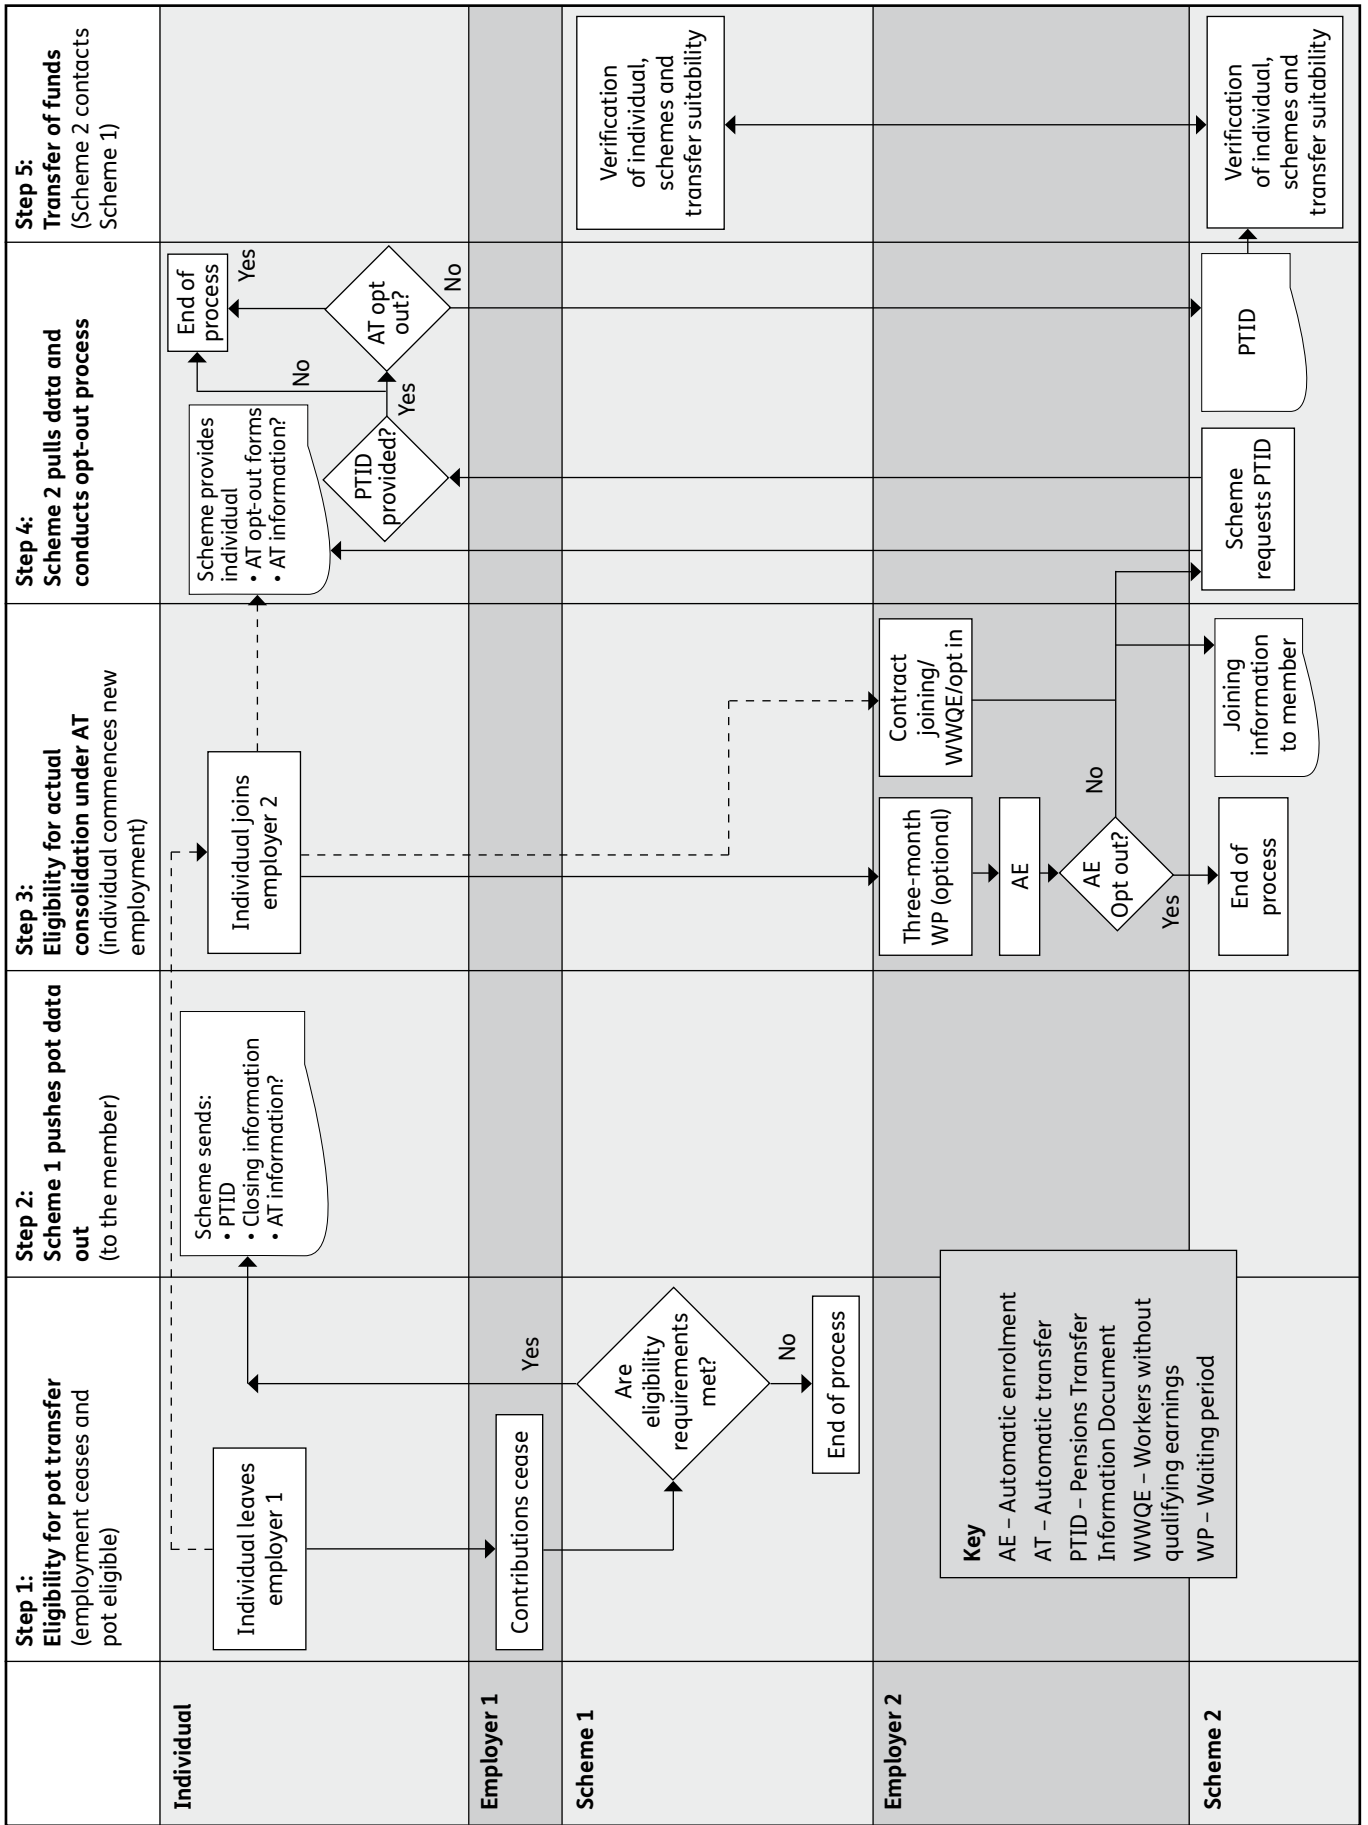 Step 1:
Eligibility for pot transfer
(employment ceases and
pot eligible)
Step 2:
Scheme 1 pushes pot data
out
(to the member)
Step 3:
Eligibility for actual
consolidation under AT
(individual commences new
employment)
Step 4:
Scheme 2 pulls data and
conducts opt-out process
Step 5:
Transfer of funds
(Scheme 2 contacts
Scheme 1)
Individual
Individual leaves
employer 1
Scheme sends:
• PTID
• Closing information
• AT information?
Individual joins
employer 2
Scheme provides
individual
• AT opt-out forms
• AT information?
PTID
provided?
No
Yes
End of
process
Yes
AT opt
out?
No
Employer 1
Contributions cease
Yes
Scheme 1
Are
eligibility
requirements
met?
No
End of process
Verification
of individual,
schemes and
transfer suitability
Employer 2
Three-month
WP (optional)
AE
AE
Opt out?
Yes
No
Contract
joining/
WWQE/opt in
Scheme 2
End of
process
Joining
information
to member
Scheme
requests PTID
PTID
Verification
of individual,
schemes and
transfer suitability
Key
AE – Automatic enrolment
AT – Automatic transfer
PTID – Pensions Transfer
Information Document
WWQE – Workers without
qualifying earnings
WP – Waiting period